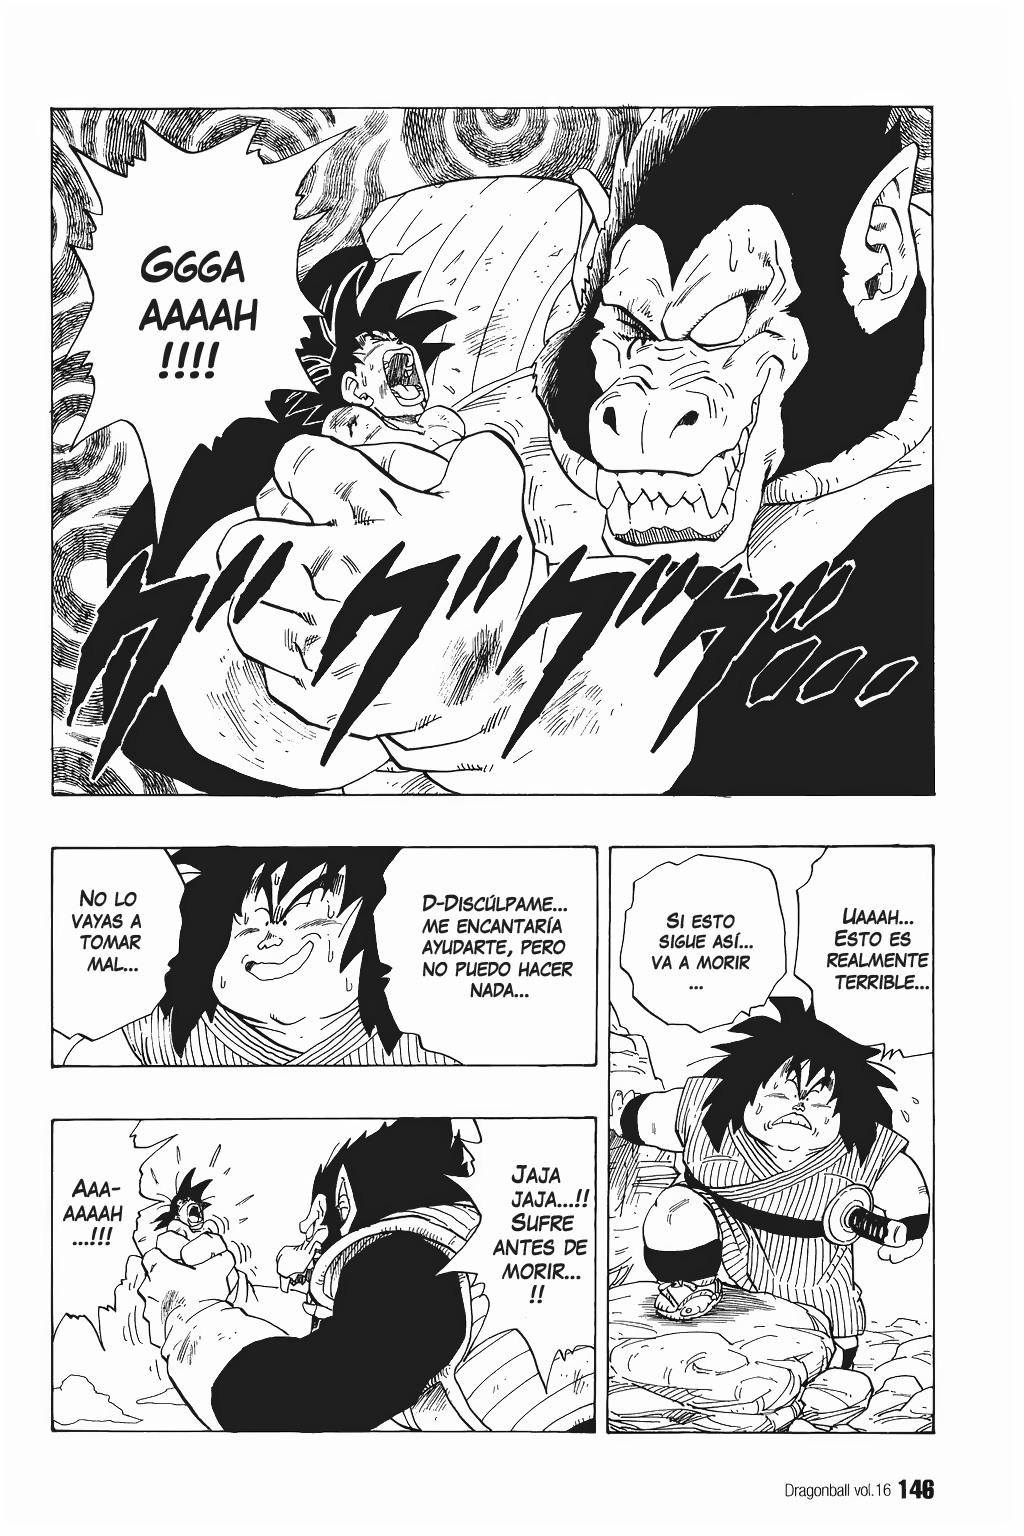 GGGA
AAAAH
!!!!
グググググ...
UAAAH...
ESTO ES
REALMENTE
TERRIBLE...
SI ESTO
SIGUE ASÍ...
VA A MORIR
...
D-DISCÚLPAME...
ME ENCANTARÍA
AYUDARTE, PERO
NO PUEDO HACER
NADA...
NO LO
VAYAS A
TOMAR
MAL...
JAJA
JAJA...!!
SUFRE
ANTES DE
MORIR...
!!
AAA-
AAAAH
...!!!
Dragonball vol.16 146